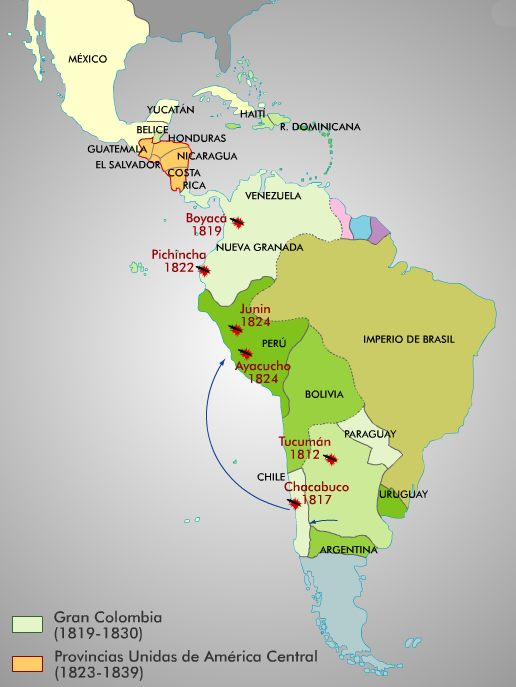 MÉXICO
YUCATÁN
HAITÍ
R. DOMINICANA
BELICE
HONDURAS
GUATEMALA
NICARAGUA
EL SALVADOR
COSTA
RICA
VENEZUELA
Boyacá
1819
NUEVA GRANADA
Pichincha
1822
Junin
1824
PERÚ
IMPERIO DE BRASIL
Ayacucho
1824
BOLIVIA
PARAGUAY
Tucumán
1812
CHILE
Chacabuco
1817
URUGUAY
ARGENTINA
Gran Colombia
(1819-1830)
Provincias Unidas de América Central
(1823-1839)